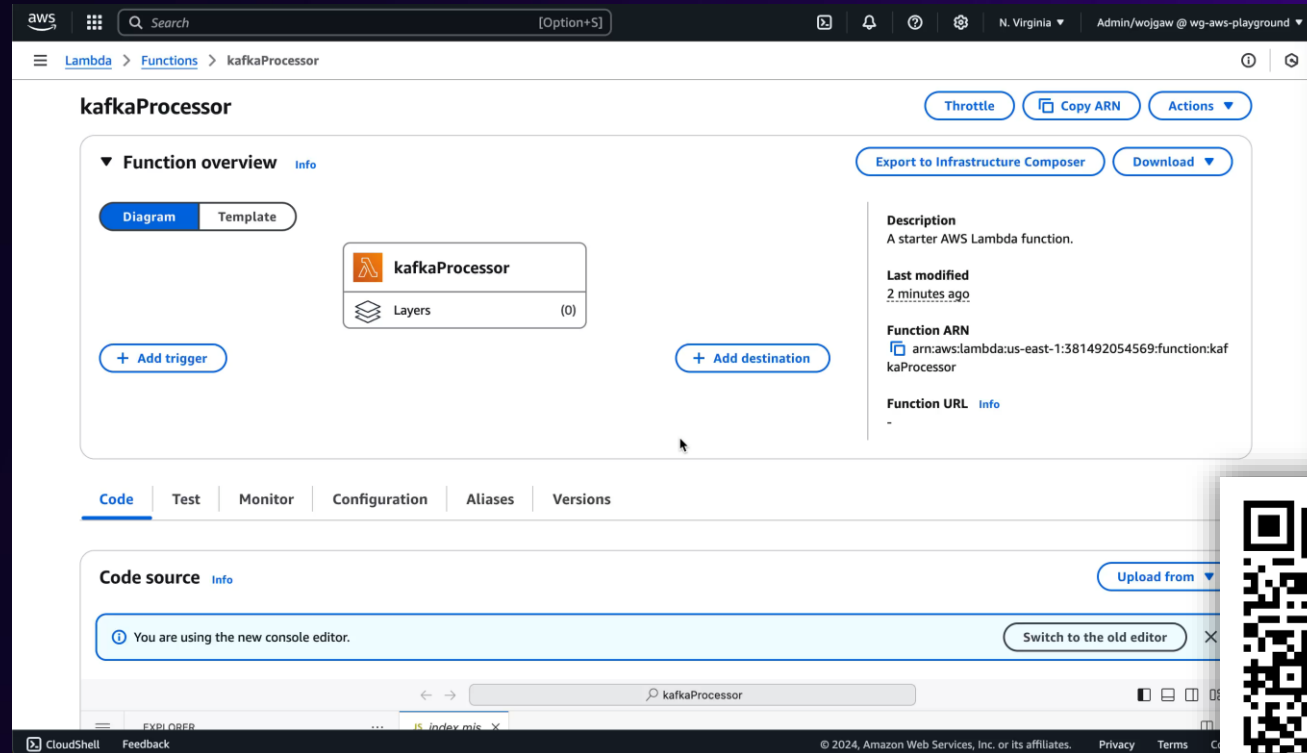 aws
Search [Option+S] N. Virginia Admin/wojgaw @ wg-aws-playground
Lambda > Functions > kafkaProcessor
kafkaProcessor
Throttle Copy ARN Actions
Function overview Info
Export to Infrastructure Composer Download
Diagram Template
kafkaProcessor
Layers (0)
+ Add trigger
+ Add destination
Description
A starter AWS Lambda function.
Last modified
2 minutes ago
Function ARN
arn:aws:lambda:us-east-1:381492054569:function:kaf
kaProcessor
Function URL Info
-
Code Test Monitor Configuration Aliases Versions
Code source Info
Upload from
You are using the new console editor.
Switch to the old editor
kafkaProcessor
EXPLORER ... JS index.mjs
CloudShell Feedback © 2024, Amazon Web Services, Inc. or its affiliates. Privacy Terms